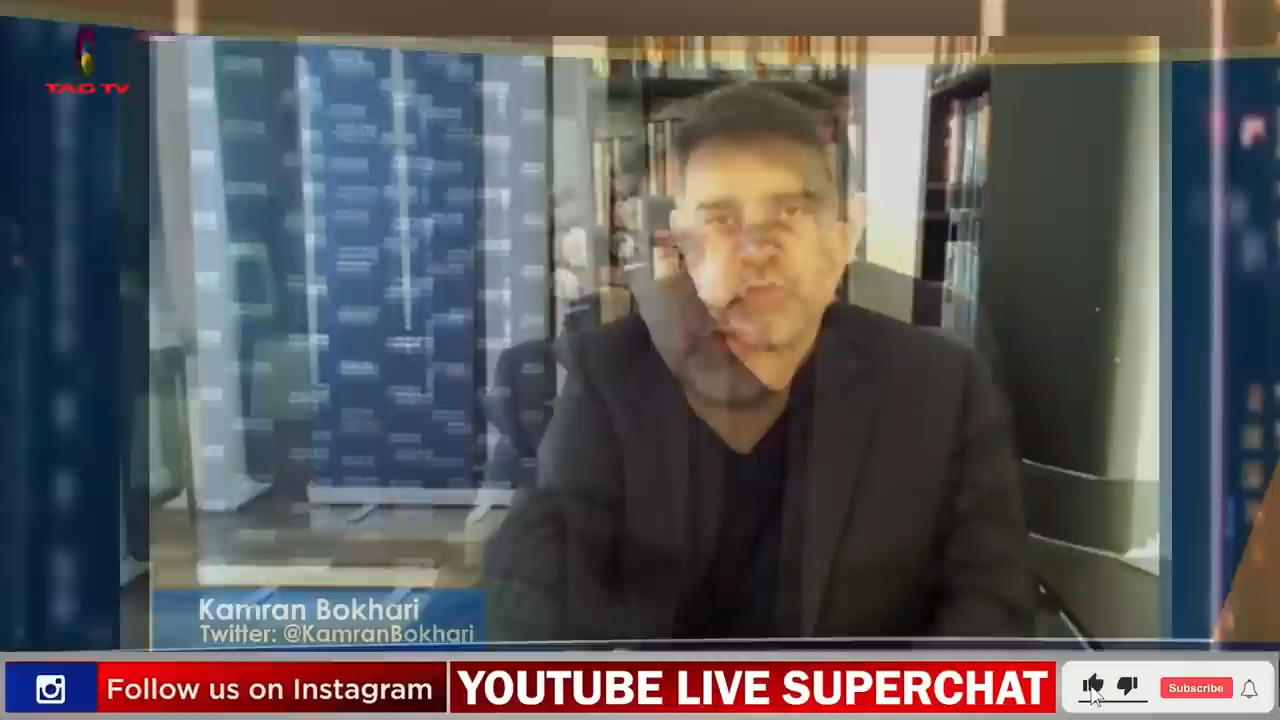 TAG TV
Kamran Bokhari
Twitter: @KamranBokhari
Follow us on Instagram
YOUTUBE LIVE SUPERCHAT
Subscribe